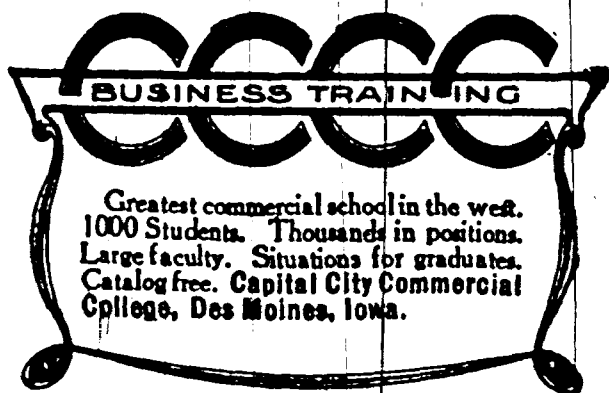 CCCC
BUSINESS TRAINING
Greatest commercial school in the west.
1000 Students. Thousands in positions.
Large faculty. Situations for graduates.
Catalog free. Capital City Commercial
College, Des Moines, Iowa.